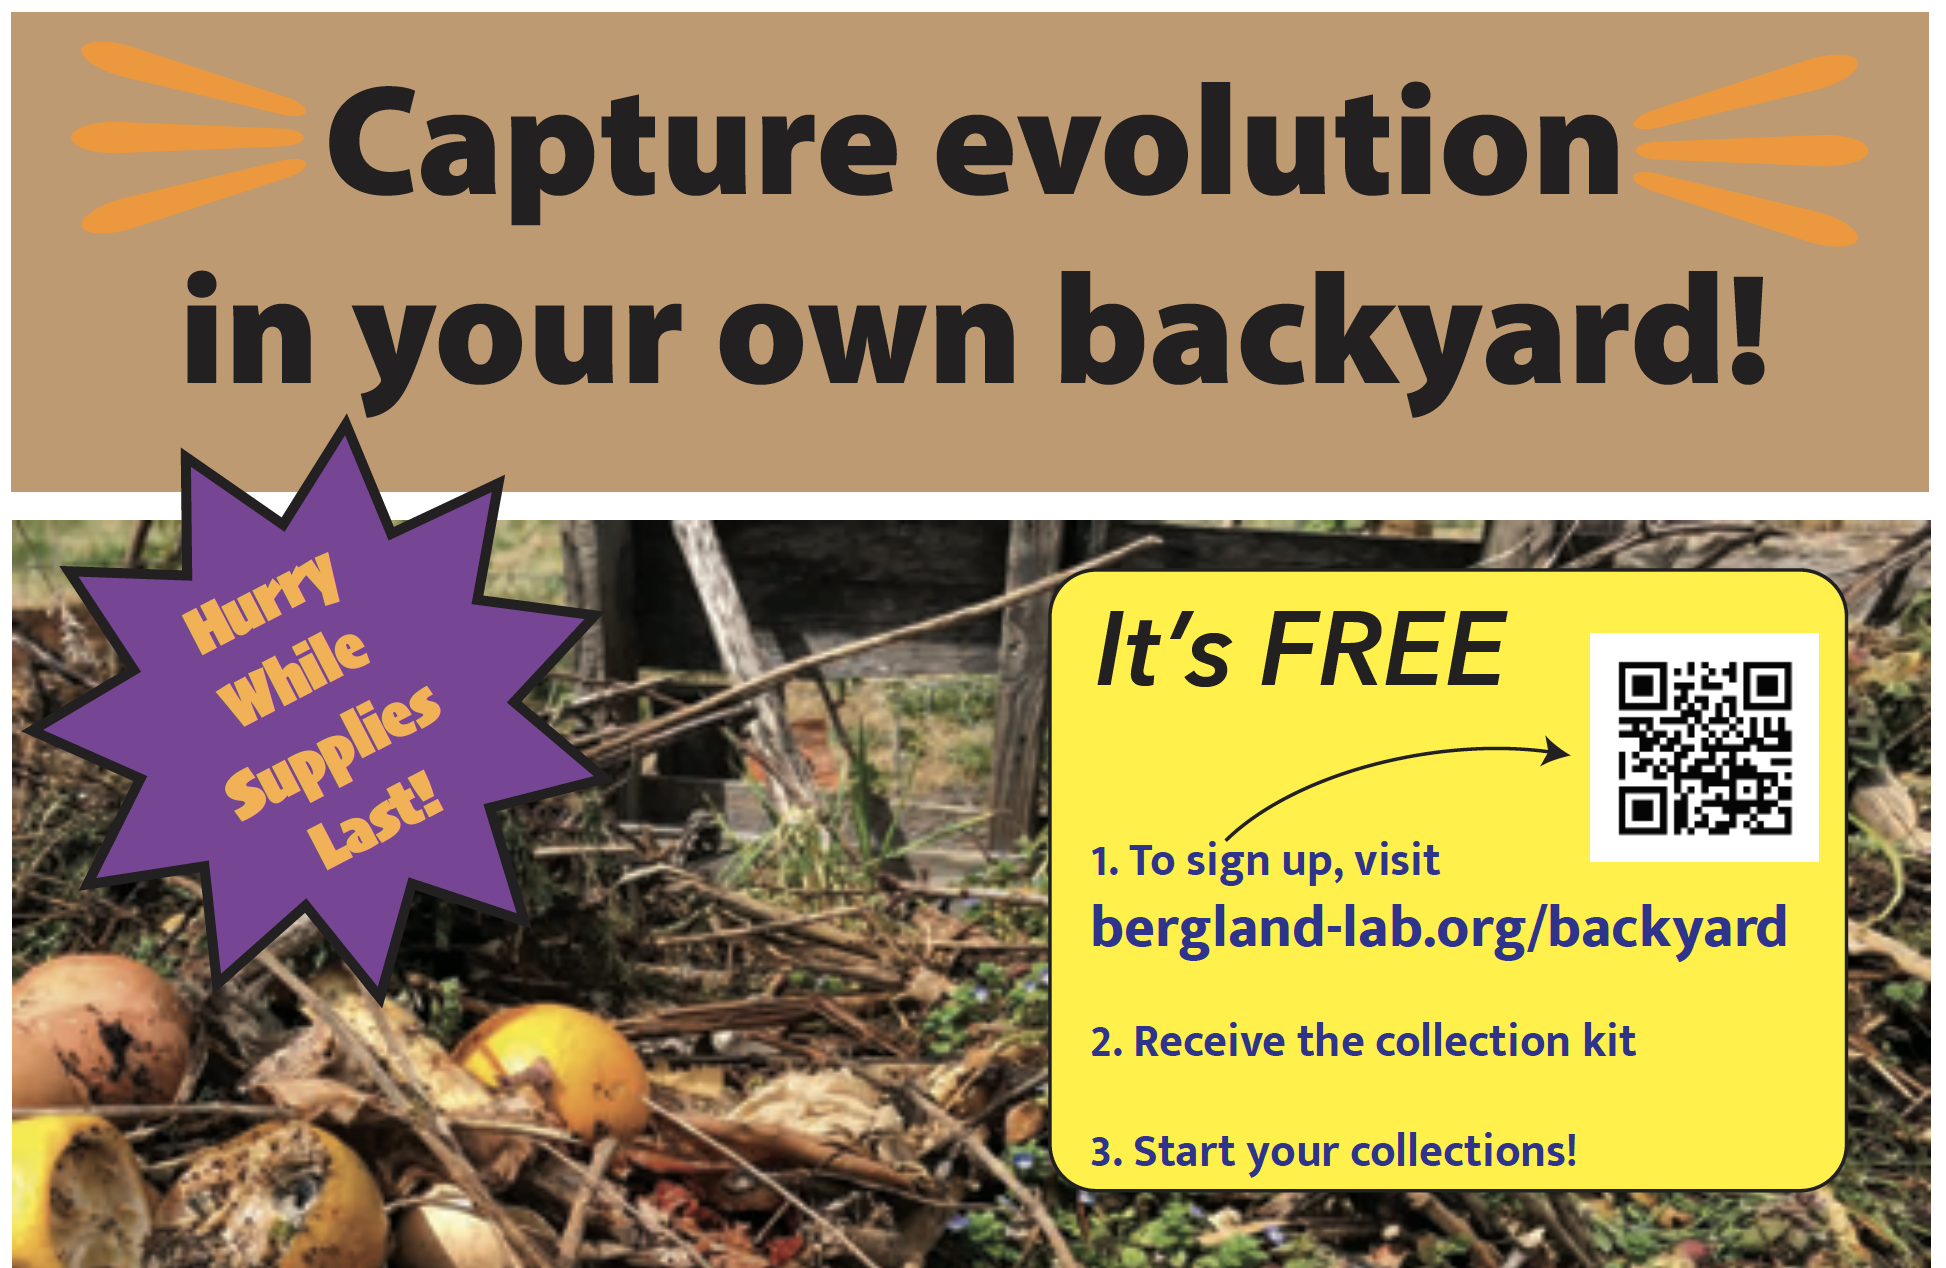 Capture evolution
in your own backyard!
Hurry
While
Supplies
Last!
It's FREE
1. To sign up, visit
bergland-lab.org/backyard
2. Receive the collection kit
3. Start your collections!